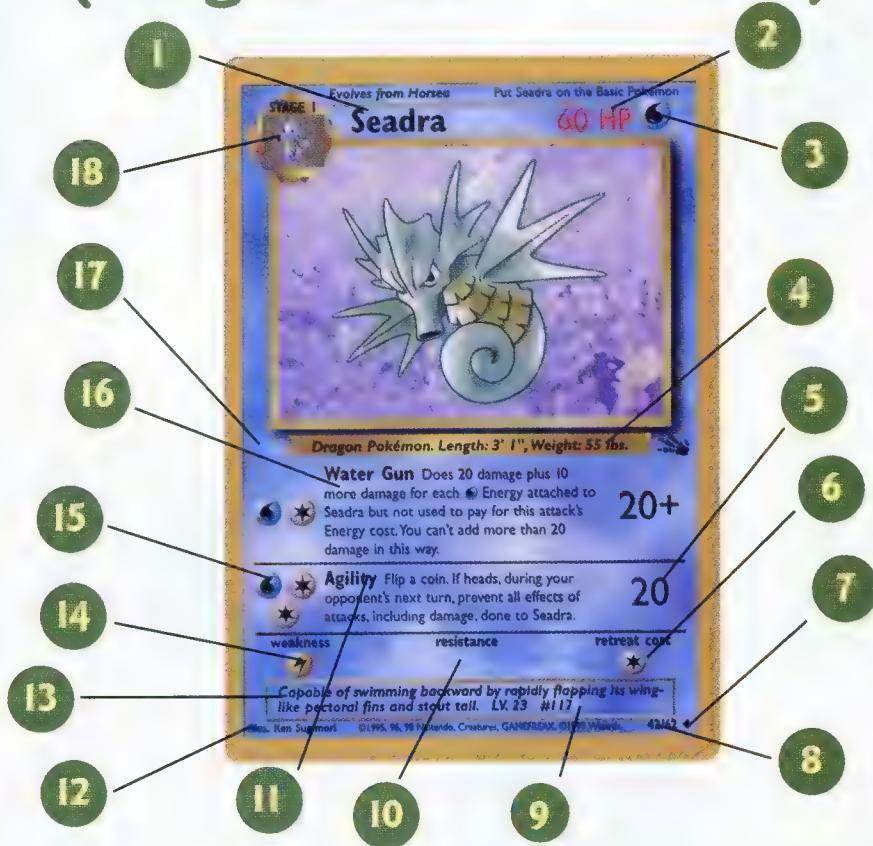 1
2
Evolves from Horsea Put Seadra on the Basic Pokémon
STAGE 1
Seadra 60 HP
3
18
17
4
16
5
Dragon Pokémon. Length: 3' 1", Weight: 55 lbs.
Water Gun Does 20 damage plus 10
more damage for each Energy attached to
Seadra but not used to pay for this attack's
Energy cost. You can't add more than 20
damage in this way.
20+
6
15
Agility Flip a coin. If heads, during your
opponent's next turn, prevent all effects of
attacks, including damage, done to Seadra.
20
7
14
weakness resistance retreat cost
13
Capable of swimming backward by rapidly flapping its wing-
like pectoral fins and stout tail. LV. 23 #117
Illus. Ken Sugimori ©1995, 96, 98 Nintendo, Creatures, GAMEFREAK. ©1999 Wizards. 42/62
8
12
11
10
9